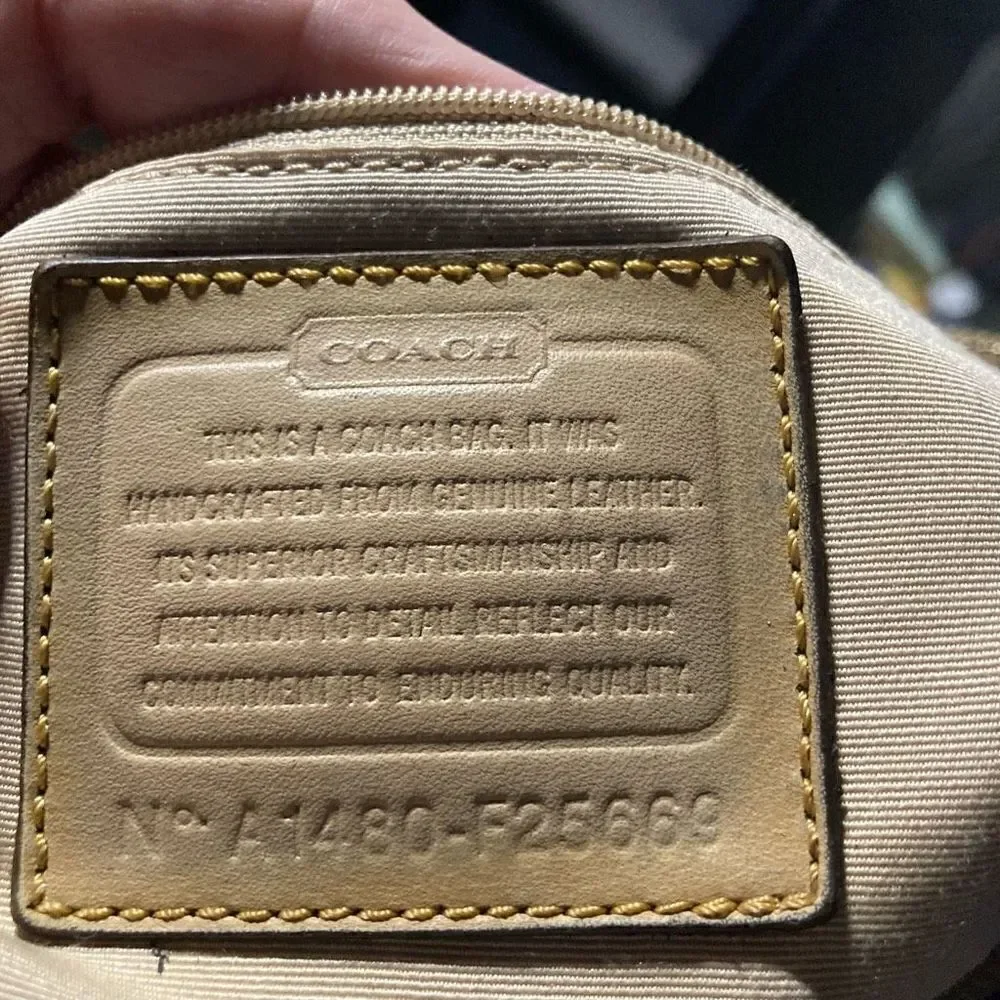 COACH
THIS IS A COACH BAG. IT WAS
HANDCRAFTED FROM GENUINE LEATHER.
ITS SUPERIOR CRAFTSMANSHIP AND
ATTENTION TO DETAIL REFLECT OUR
COMMITMENT TO ENDURING QUALITY.
Nº A1480-F25669